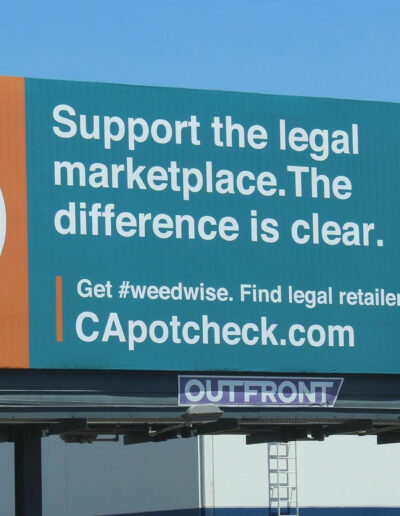 Support the legal
marketplace.The
difference is clear.
Get #weedwise. Find legal retailer
CApotcheck.com
OUTFRONT